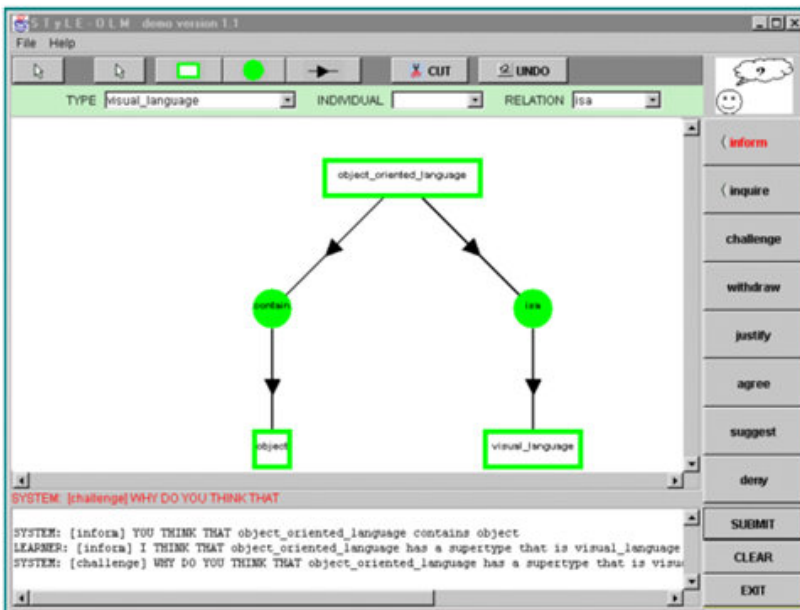 STyLE-OLM demo version 1.1
File Help
CUT UNDO
TYPE visual_language INDIVIDUAL RELATION isa
?
inform
inquire
challenge
withdraw
justify
agree
suggest
deny
SUBMIT
CLEAR
EXIT
object_oriented_language
contain isa
object visual_language
SYSTEM: [challenge] WHY DO YOU THINK THAT
SYSTEM: [inform] YOU THINK THAT object_oriented_language contains object
LEARNER: [inform] I THINK THAT object_oriented_language has a supertype that is visual_language
SYSTEM: [challenge] WHY DO YOU THINK THAT object_oriented_language has a supertype that is visu